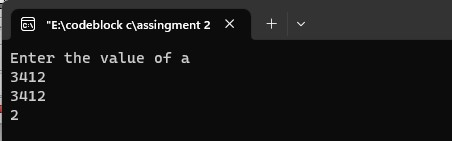 "E:\codeblock c\assingment 2
Enter the value of a
3412
3412
2